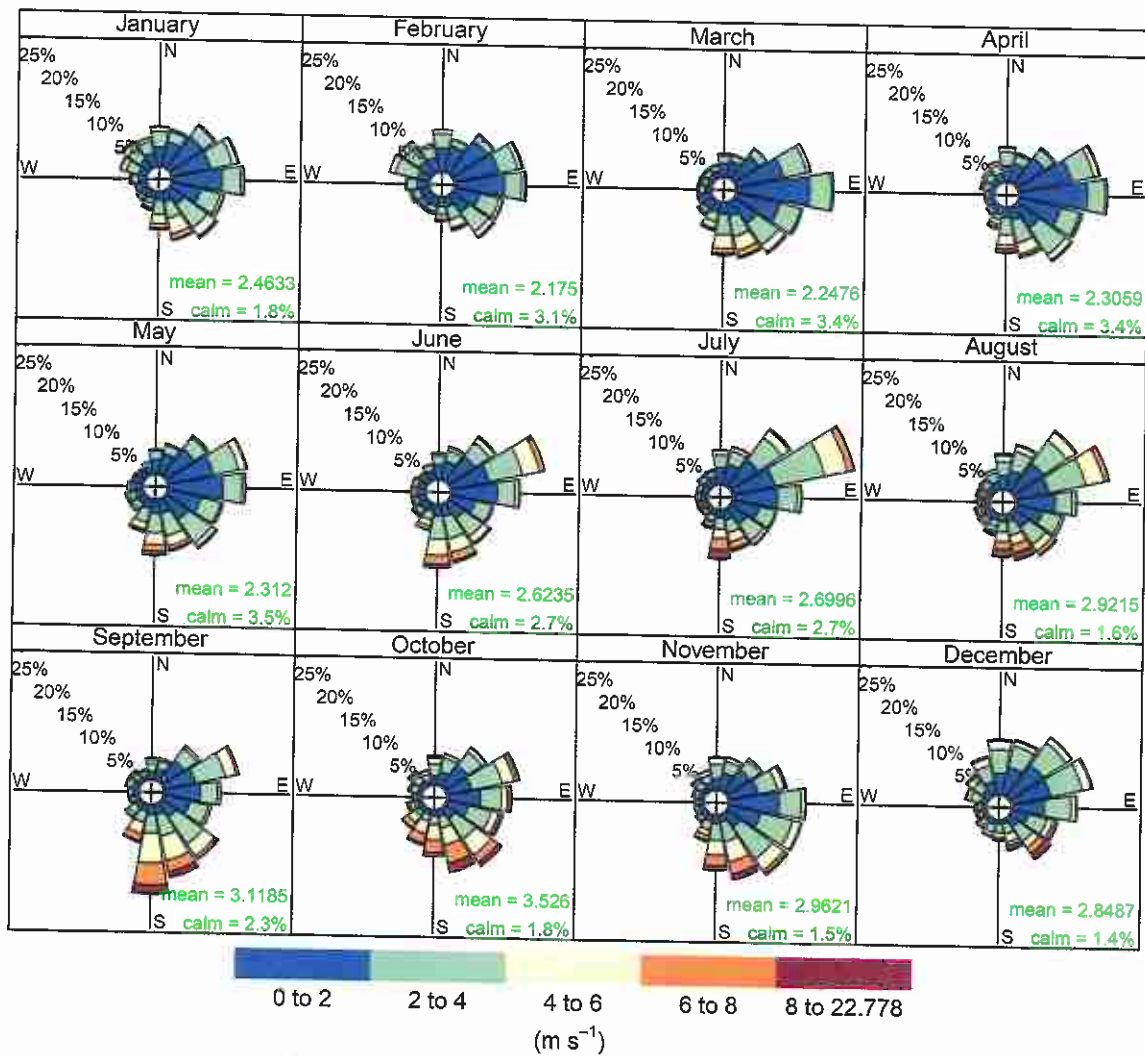 January
25%
20%
15%
10%
5%
N
W
E
S
mean = 2.4633
calm = 1.8%
February
25%
20%
15%
10%
5%
N
W
E
S
mean = 2.175
calm = 3.1%
March
25%
20%
15%
10%
5%
N
W
E
S
mean = 2.2476
calm = 3.4%
April
25%
20%
15%
10%
5%
N
W
E
S
mean = 2.3059
calm = 3.4%
May
25%
20%
15%
10%
5%
N
W
E
S
mean = 2.312
calm = 3.5%
June
25%
20%
15%
10%
5%
N
W
E
S
mean = 2.6235
calm = 2.7%
July
25%
20%
15%
10%
5%
N
W
E
S
mean = 2.6996
calm = 2.7%
August
25%
20%
15%
10%
5%
N
W
E
S
mean = 2.9215
calm = 1.6%
September
25%
20%
15%
10%
5%
N
W
E
S
mean = 3.1185
calm = 2.3%
October
25%
20%
15%
10%
5%
N
W
E
S
mean = 3.526
calm = 1.8%
November
25%
20%
15%
10%
5%
N
W
E
S
mean = 2.9621
calm = 1.5%
December
25%
20%
15%
10%
5%
N
W
E
S
mean = 2.8487
calm = 1.4%
0 to 2
2 to 4
4 to 6
6 to 8
8 to 22.778
(m s⁻¹)